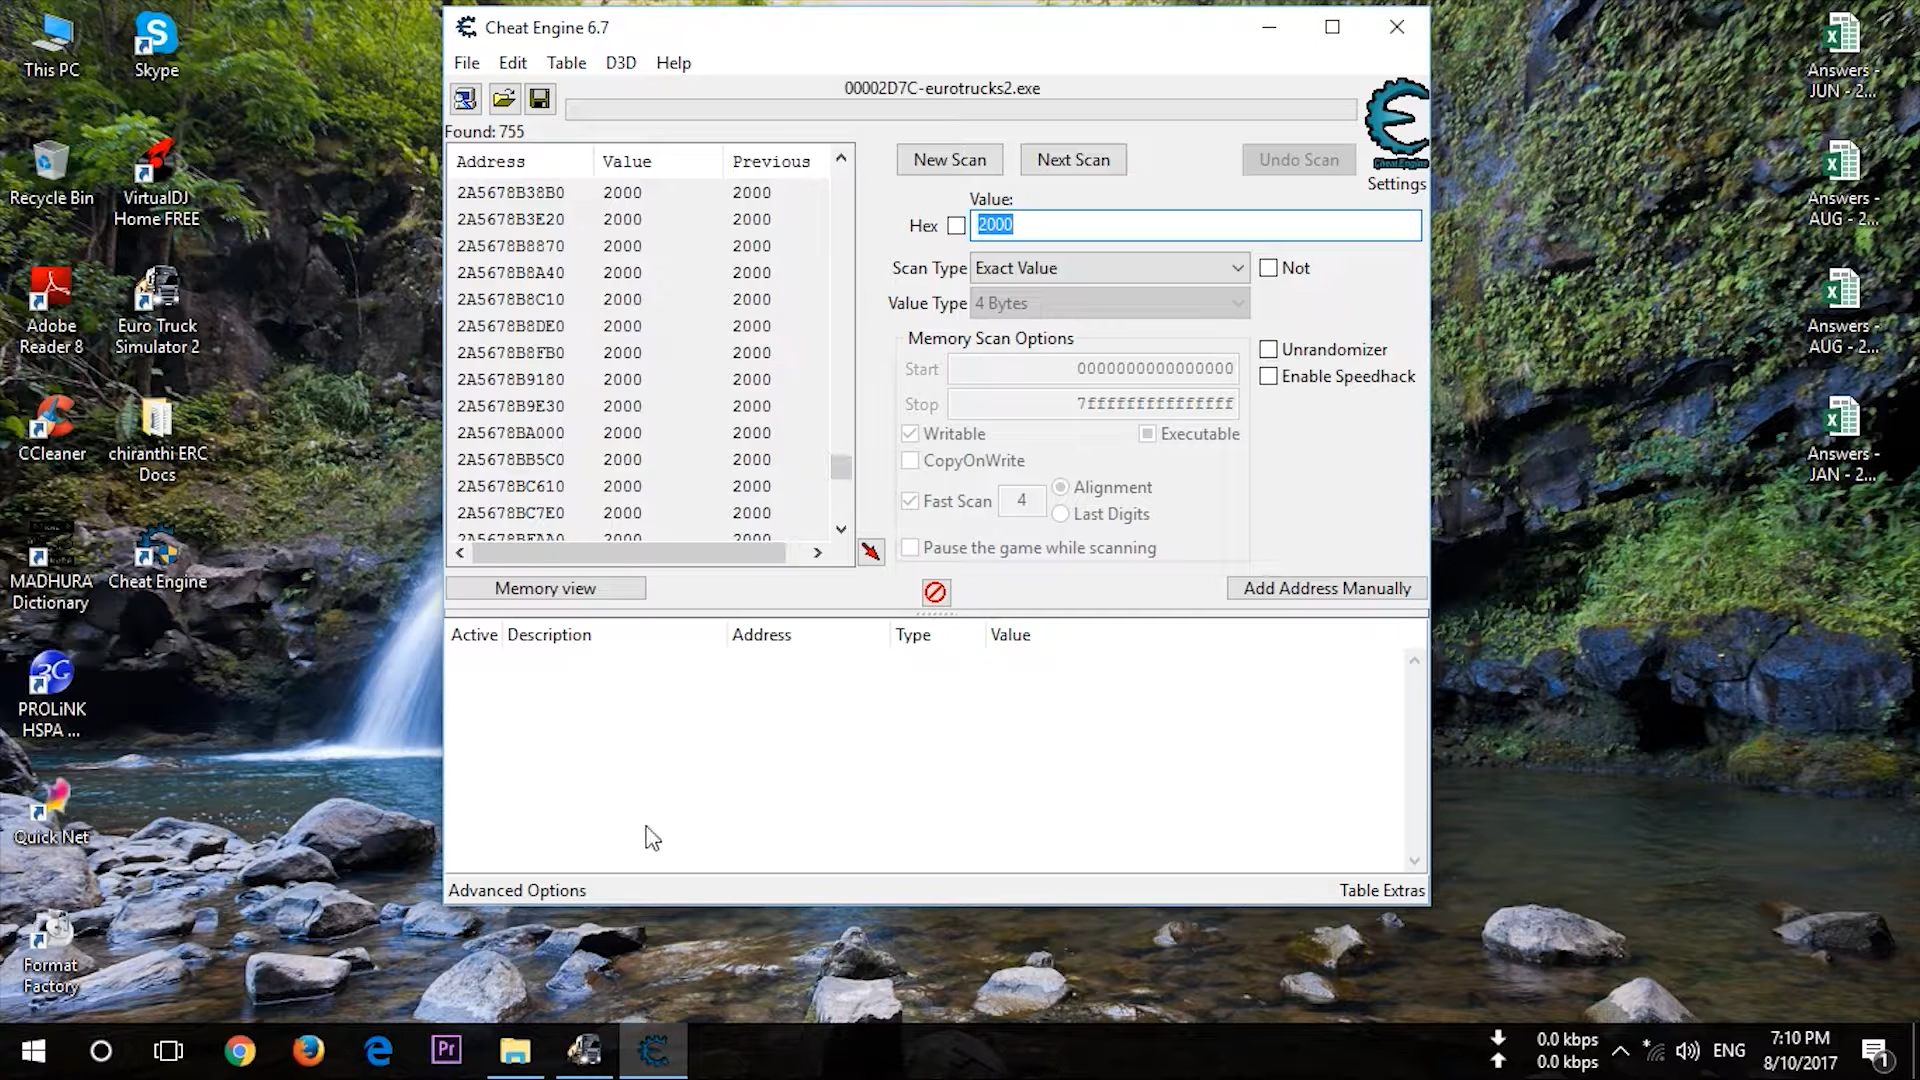 This PC
Skype
Recycle Bin
VirtualDJ
Home FREE
Adobe
Reader 8
Euro Truck
Simulator 2
CCleaner
chiranthi ERC
Docs
MADHURA
Dictionary
Cheat Engine
3G
PROLiNK
HSPA ...
Quick Net
Format
Factory
Cheat Engine 6.7
File Edit Table D3D Help
00002D7C-eurotrucks2.exe
Found: 755
Address Value Previous
2A5678B38B0 2000 2000
2A5678B3E20 2000 2000
2A5678B8870 2000 2000
2A5678B8A40 2000 2000
2A5678B8C10 2000 2000
2A5678B8DE0 2000 2000
2A5678B8FB0 2000 2000
2A5678B9180 2000 2000
2A5678B9E30 2000 2000
2A5678BA000 2000 2000
2A5678BB5C0 2000 2000
2A5678BC610 2000 2000
2A5678BC7E0 2000 2000
2000 2000
New Scan Next Scan Undo Scan
Cheat Engine
Settings
Value:
Hex 2000
Scan Type Exact Value Not
Value Type 4 Bytes
Memory Scan Options
Start 0000000000000000
Stop 7fffffffffffffff
Unrandomizer
Enable Speedhack
Writable Executable
CopyOnWrite
Fast Scan 4 Alignment
Last Digits
Pause the game while scanning
Memory view Add Address Manually
Active Description Address Type Value
Advanced Options Table Extras
Answers -
JUN - 2...
Answers -
AUG - 2...
Answers -
AUG - 2...
Answers -
JAN - 2...
Pr
0.0 kbps
0.0 kbps
ENG
7:10 PM
8/10/2017
1